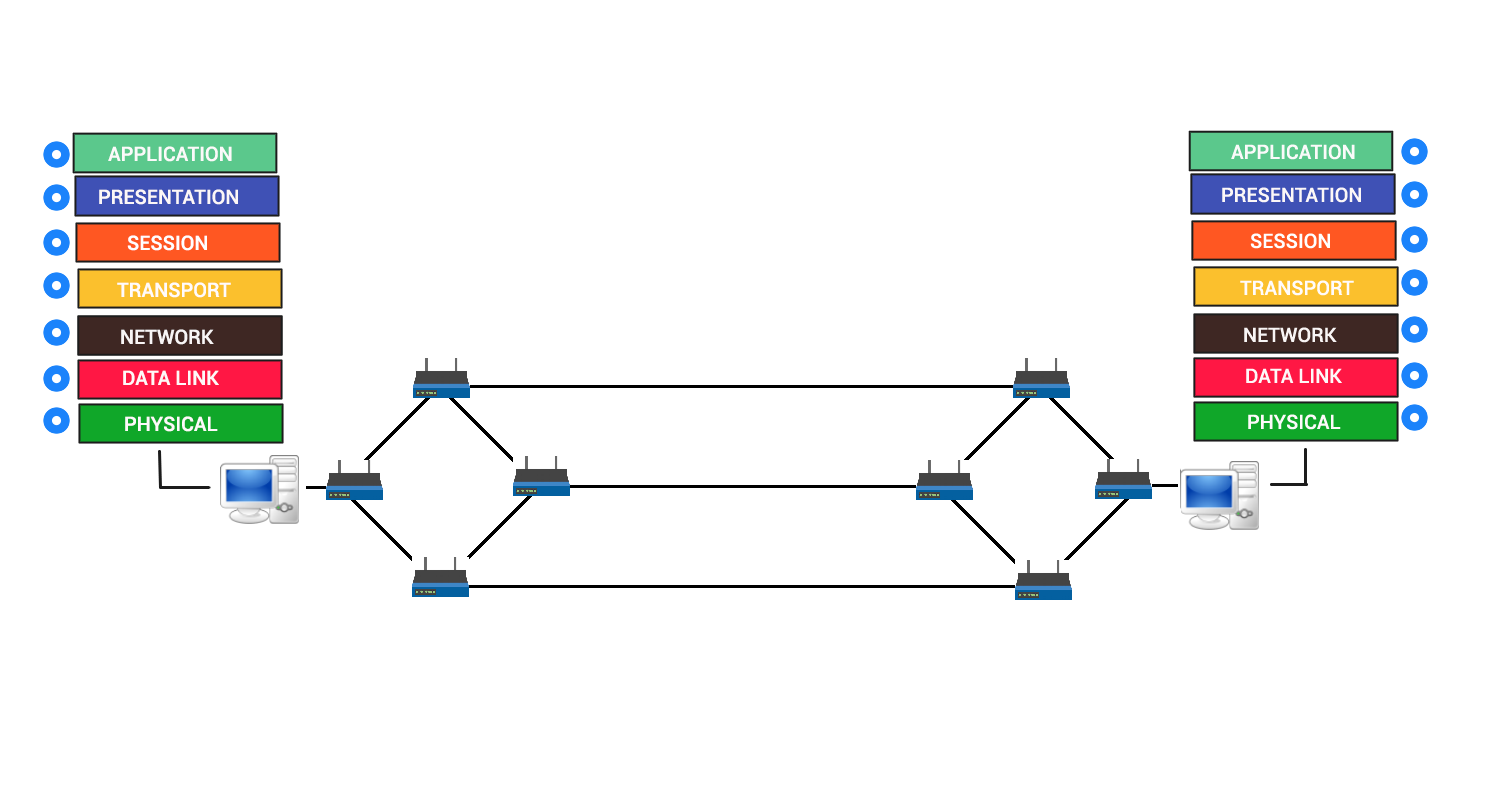 APPLICATION
PRESENTATION
SESSION
TRANSPORT
NETWORK
DATA LINK
PHYSICAL
APPLICATION
PRESENTATION
SESSION
TRANSPORT
NETWORK
DATA LINK
PHYSICAL